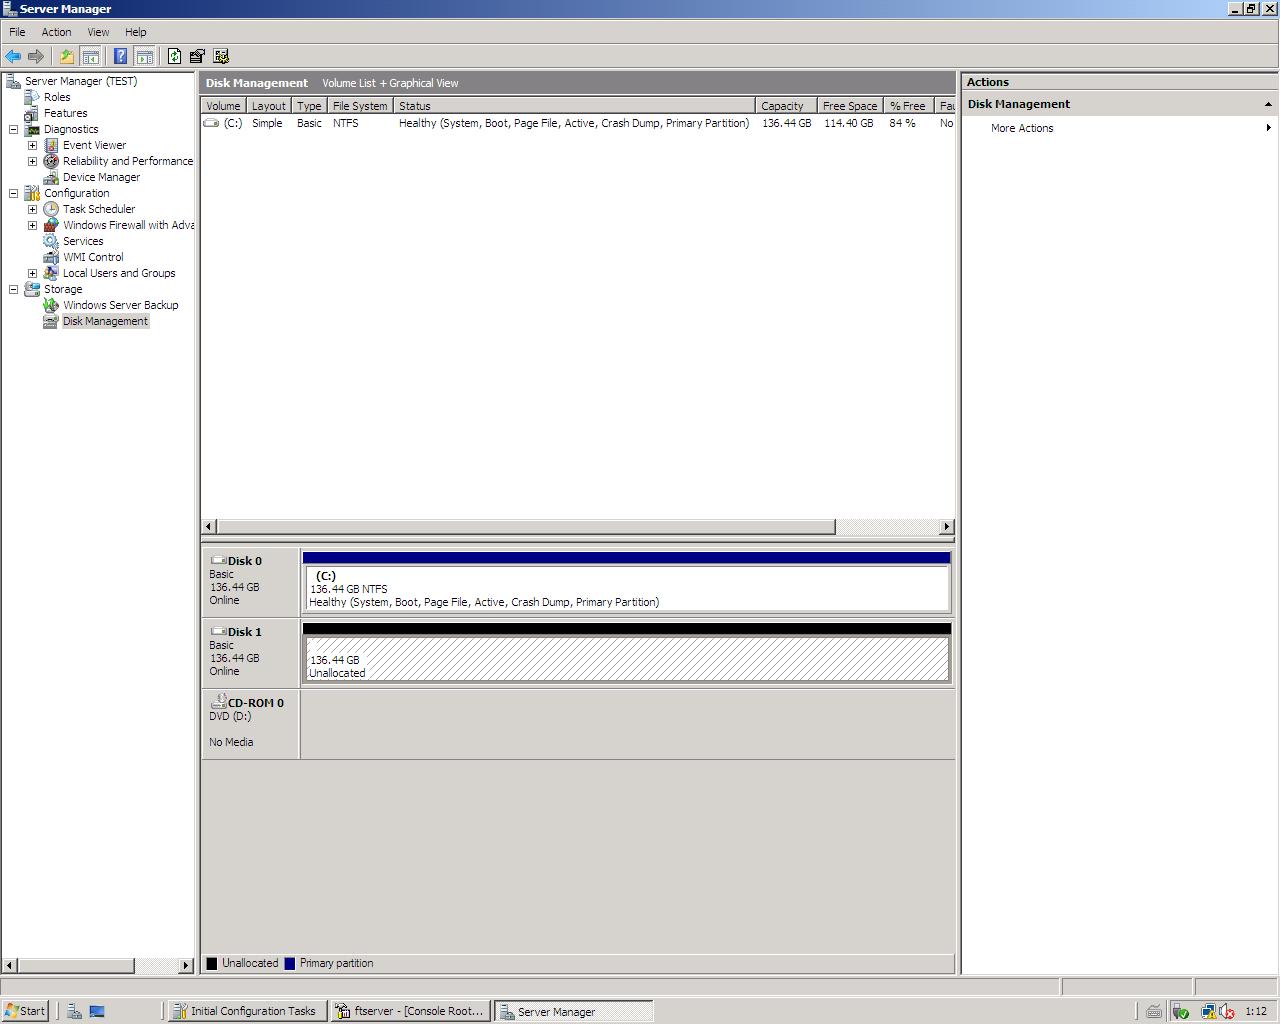 Server Manager
File Action View Help
Server Manager (TEST)
Roles
Features
Diagnostics
Event Viewer
Reliability and Performance
Device Manager
Configuration
Task Scheduler
Windows Firewall with Adva
Services
WMI Control
Local Users and Groups
Storage
Windows Server Backup
Disk Management
Disk Management Volume List + Graphical View
Volume Layout Type File System Status Capacity Free Space % Free Fau
(C:) Simple Basic NTFS Healthy (System, Boot, Page File, Active, Crash Dump, Primary Partition) 136.44 GB 114.40 GB 84 % No
Disk 0
Basic
136.44 GB
Online
(C:)
136.44 GB NTFS
Healthy (System, Boot, Page File, Active, Crash Dump, Primary Partition)
Disk 1
Basic
136.44 GB
Online
136.44 GB
Unallocated
CD-ROM 0
DVD (D:)
No Media
Unallocated Primary partition
Actions
Disk Management
More Actions
Start Initial Configuration Tasks ftserver - [Console Root... Server Manager 1:12